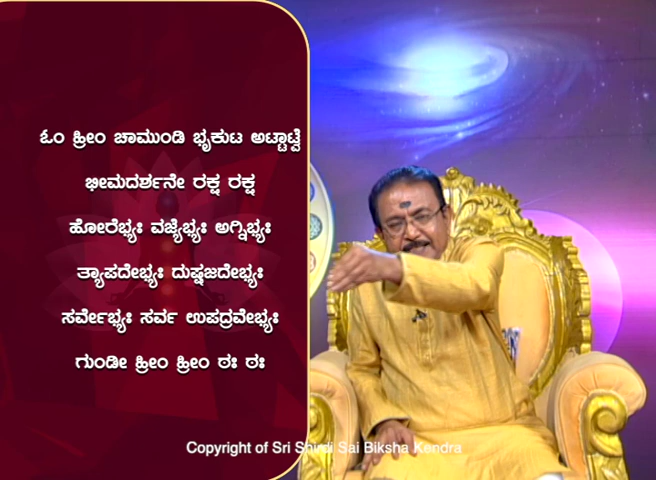 ಓಂ ಹ್ರೀಂ ಚಾಮುಂಡಿ ಭೃಕುಟ ಅಟ್ಟಾಟ್ವೆ
ಭೀಮದರ್ಶನೇ ರಕ್ಷ ರಕ್ಷ
ಹೋರೆಭ್ಯಃ ವಜ್ಯೆಭ್ಯಃ ಅಗ್ನಿಭ್ಯಃ
ತ್ಯಾಪದೇಭ್ಯಃ ದುಷ್ಪಜದೇಭ್ಯಃ
ಸರ್ವೇಭ್ಯಃ ಸರ್ವ ಉಪದ್ರವೇಭ್ಯಃ
ಗುಂಡೀ ಹ್ರೀಂ ಹ್ರೀಂ ಠಃ ಠಃ
Copyright of Sri Shirdi Sai Biksha Kendra